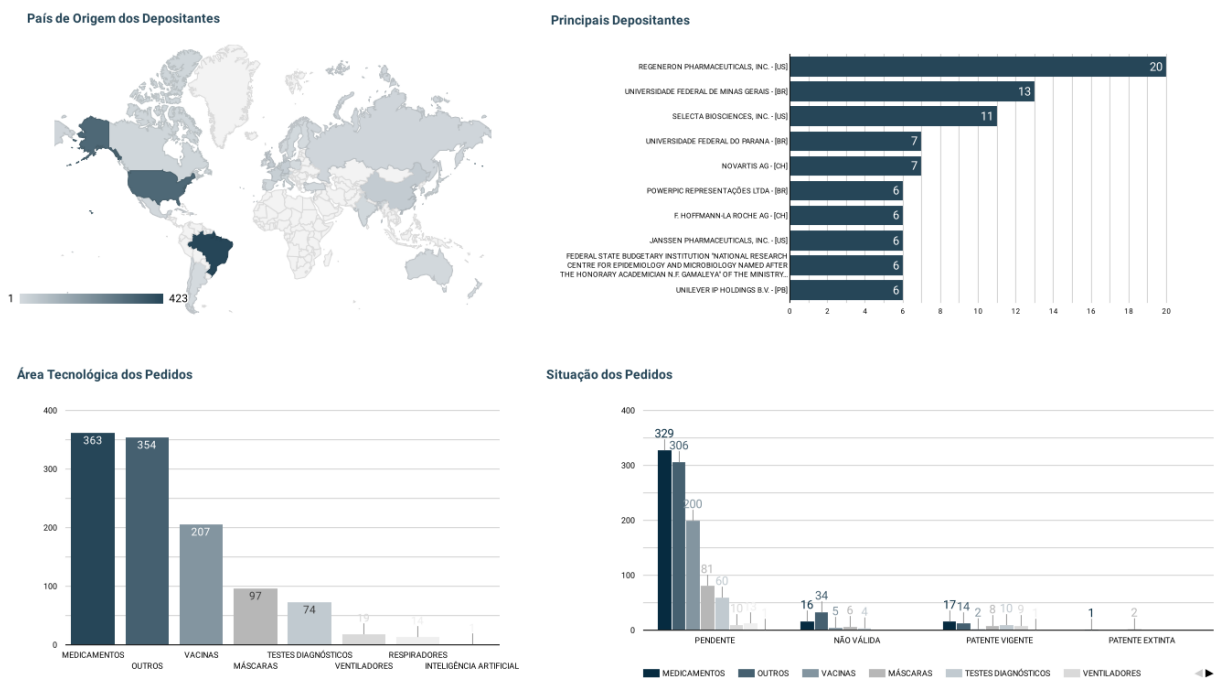 País de Origem dos Depositantes
1
423
Principais Depositantes
REGENERON PHARMACEUTICALS, INC. - [US]
20
UNIVERSIDADE FEDERAL DE MINAS GERAIS - [BR]
13
SELECTA BIOSCIENCES, INC. - [US]
11
UNIVERSIDADE FEDERAL DO PARANA - [BR]
7
NOVARTIS AG - [CH]
7
POWERPIC REPRESENTAÇÕES LTDA - [BR]
6
F. HOFFMANN-LA ROCHE AG - [CH]
6
JANSSEN PHARMACEUTICALS, INC. - [US]
6
FEDERAL STATE BUDGETARY INSTITUTION "NATIONAL RESEARCH
CENTRE FOR EPIDEMIOLOGY AND MICROBIOLOGY NAMED AFTER
THE HONORARY ACADEMICIAN N.F. GAMALEYA" OF THE MINISTRY...
6
UNILEVER IP HOLDINGS B.V. - [PB]
6
0 2 4 6 8 10 12 14 16 18 20
Área Tecnológica dos Pedidos
400
300
200
100
0
363
354
207
97
74
19
14
1
MEDICAMENTOS
OUTROS
VACINAS
MÁSCARAS
TESTES DIAGNÓSTICOS
VENTILADORES
RESPIRADORES
INTELIGÊNCIA ARTIFICIAL
Situação dos Pedidos
400
300
200
100
0
329
306
200
81
60
10
13
1
16
34
5
6
4
17
14
2
8
10
9
1
1
2
PENDENTE
NÃO VÁLIDA
PATENTE VIGENTE
PATENTE EXTINTA
MEDICAMENTOS
OUTROS
VACINAS
MÁSCARAS
TESTES DIAGNÓSTICOS
VENTILADORES